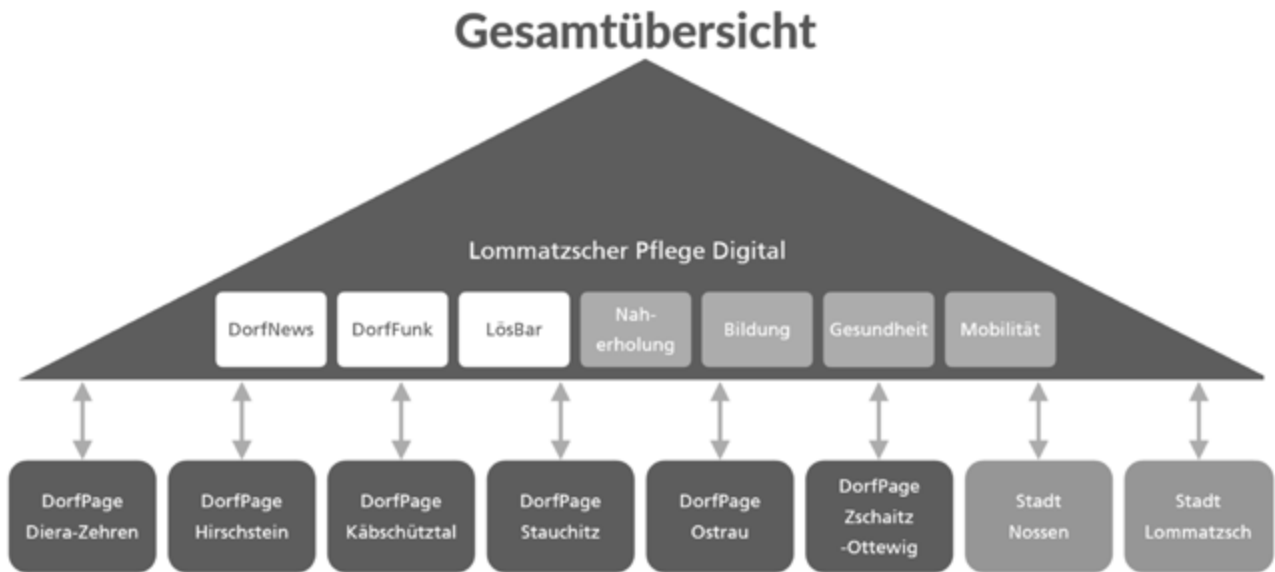 Gesamtübersicht
Lommatzscher Pflege Digital
DorfNews
DorfFunk
LösBar
Nah-
erholung
Bildung
Gesundheit
Mobilität
DorfPage
Diera-Zehren
DorfPage
Hirschstein
DorfPage
Käbschütztal
DorfPage
Stauchitz
DorfPage
Ostrau
DorfPage
Zschaitz
-Ottewig
Stadt
Nossen
Stadt
Lommatzsch